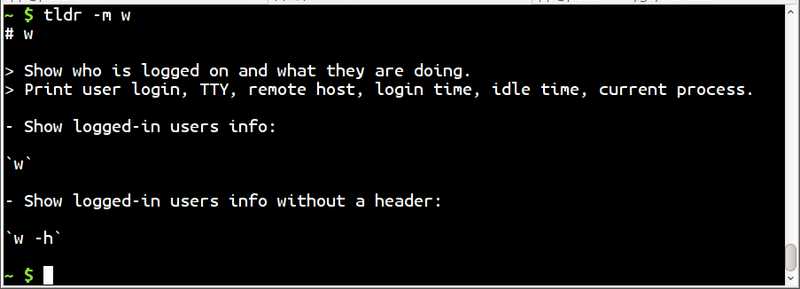 ~ $ tldr -m w
# w
> Show who is logged on and what they are doing.
> Print user login, TTY, remote host, login time, idle time, current process.
- Show logged-in users info:
`w`
- Show logged-in users info without a header:
`w -h`
~ $